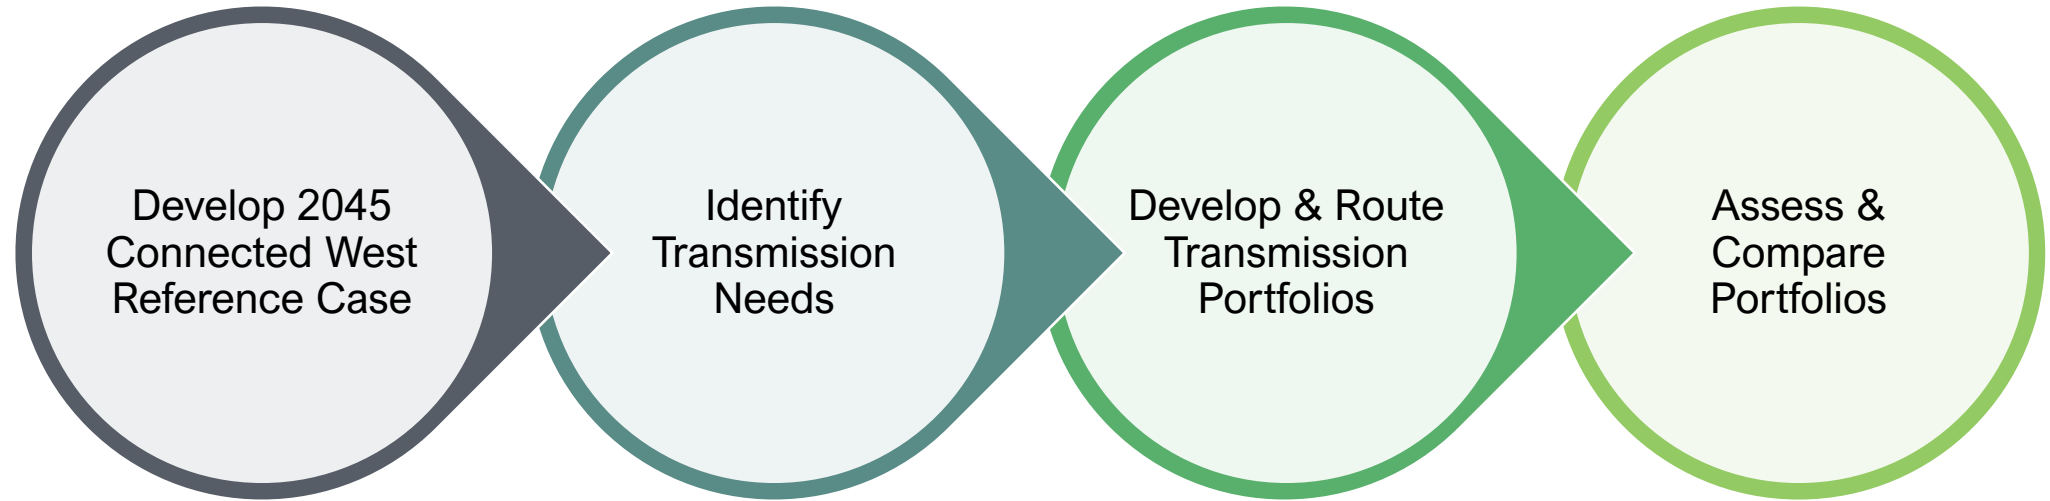 Develop 2045
Connected West
Reference Case
Identify
Transmission
Needs
Develop & Route
Transmission
Portfolios
Assess &
Compare
Portfolios